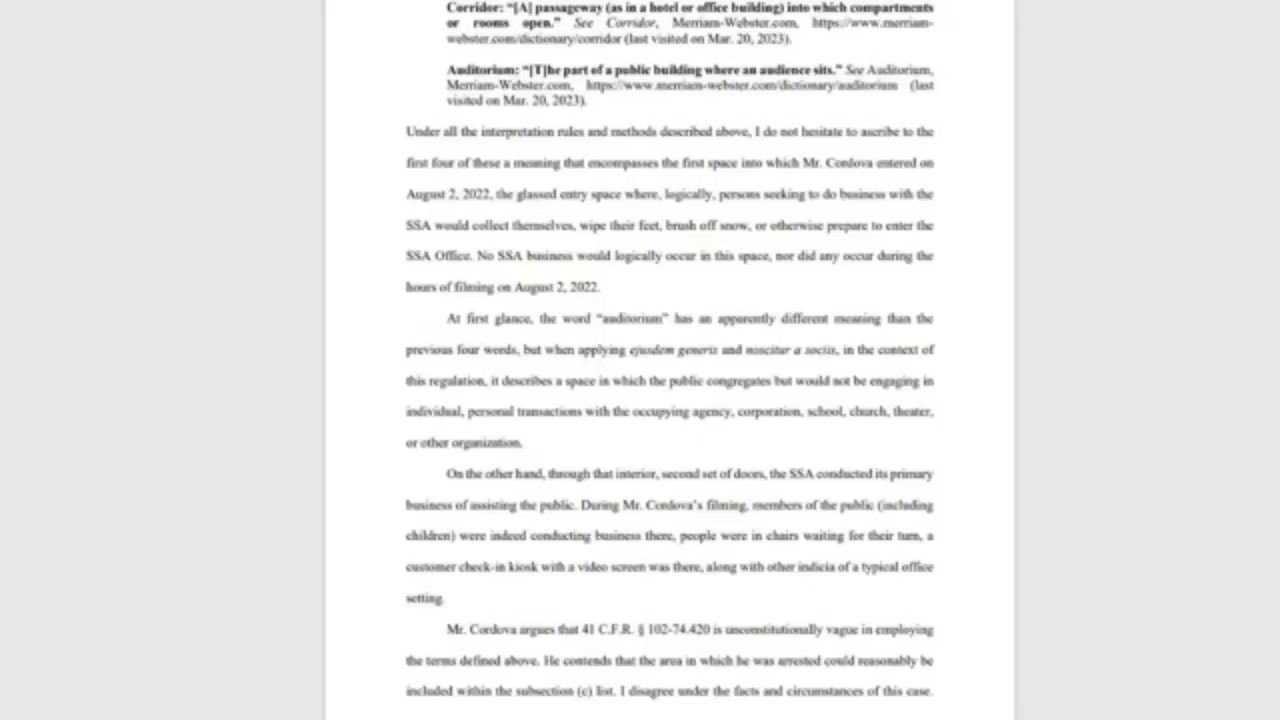 Corridor: “[A] passageway (as in a hotel or office building) into which compartments
or rooms open.” See Corridor, Merriam-Webster.com, https://www.merriam-
webster.com/dictionary/corridor (last visited on Mar. 20, 2023).
Auditorium: “[T]he part of a public building where an audience sits.” See Auditorium,
Merriam-Webster.com, https://www.merriam-webster.com/dictionary/auditorium (last
visited on Mar. 20, 2023).
Under all the interpretation rules and methods described above, I do not hesitate to ascribe to the
first four of these a meaning that encompasses the first space into which Mr. Cordova entered on
August 2, 2022, the glassed entry space where, logically, persons seeking to do business with the
SSA would collect themselves, wipe their feet, brush off snow, or otherwise prepare to enter the
SSA Office. No SSA business would logically occur in this space, nor did any occur during the
hours of filming on August 2, 2022.
At first glance, the word “auditorium” has an apparently different meaning than the
previous four words, but when applying ejusdem generis and noscitur a sociis, in the context of
this regulation, it describes a space in which the public congregates but would not be engaging in
individual, personal transactions with the occupying agency, corporation, school, church, theater,
or other organization.
On the other hand, through that interior, second set of doors, the SSA conducted its primary
business of assisting the public. During Mr. Cordova’s filming, members of the public (including
children) were indeed conducting business there, people were in chairs waiting for their turn, a
customer check-in kiosk with a video screen was there, along with other indicia of a typical office
setting.
Mr. Cordova argues that 41 C.F.R. § 102-74.420 is unconstitutionally vague in employing
the terms defined above. He contends that the area in which he was arrested could reasonably be
included within the subsection (c) list. I disagree under the facts and circumstances of this case.